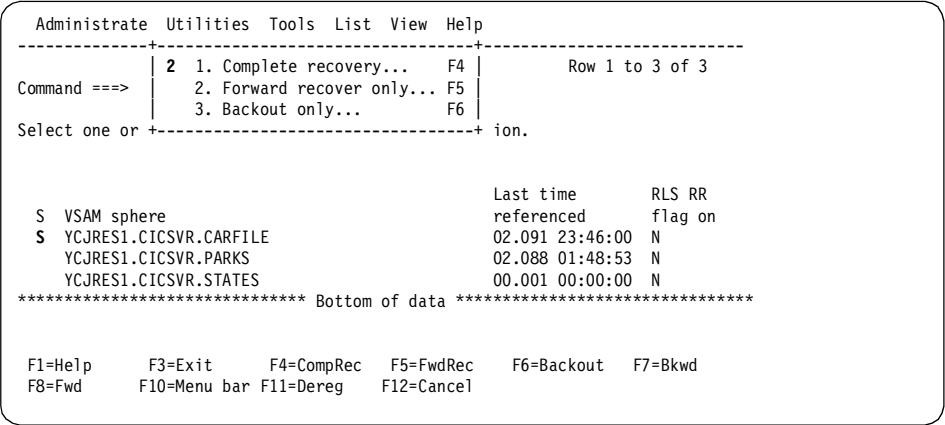 Administrate  Utilities  Tools  List  View  Help
--------------+----------------------------------+----------------------------
| 2  1. Complete recovery...   F4 |         Row 1 to 3 of 3
Command ===>  |    2. Forward recover only... F5 |
|    3. Backout only...         F6 |
Select one or +----------------------------------+ ion.
Last time        RLS RR
S  VSAM sphere                                    referenced       flag on
S  YCJRES1.CICSVR.CARFILE                         02.091 23:46:00  N
YCJRES1.CICSVR.PARKS                           02.088 01:48:53  N
YCJRES1.CICSVR.STATES                          00.001 00:00:00  N
******************************* Bottom of data ********************************
F1=Help      F3=Exit      F4=CompRec   F5=FwdRec    F6=Backout   F7=Bkwd
F8=Fwd      F10=Menu bar F11=Dereg    F12=Cancel